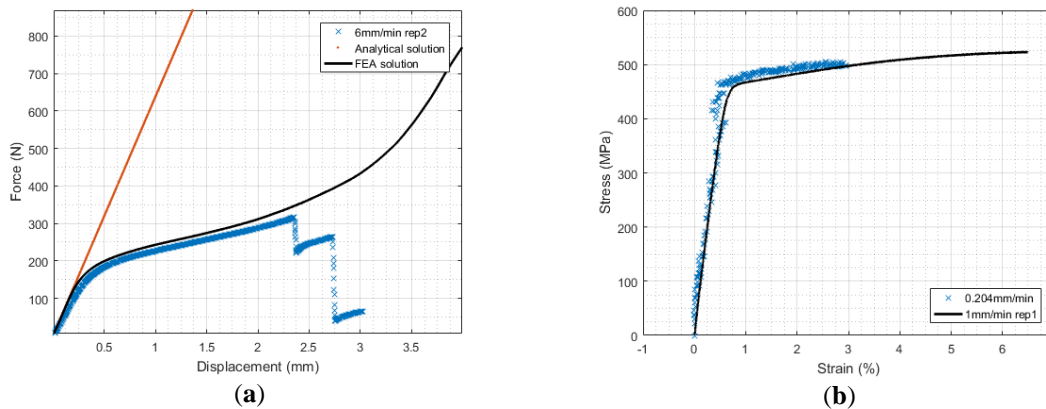 800
700
600
500
400
300
200
100
0.5 1 1.5 2 2.5 3 3.5
Force (N)
Displacement (mm)
6mm/min rep2
Analytical solution
FEA solution
(a)
600
500
400
300
200
100
0
-1 0 1 2 3 4 5 6 7
Stress (MPa)
Strain (%)
0.204mm/min
1mm/min rep1
(b)